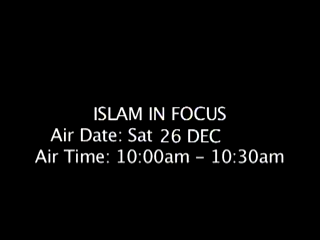 ISLAM IN FOCUS
Air Date: Sat 26 DEC
Air Time: 10:00am - 10:30am